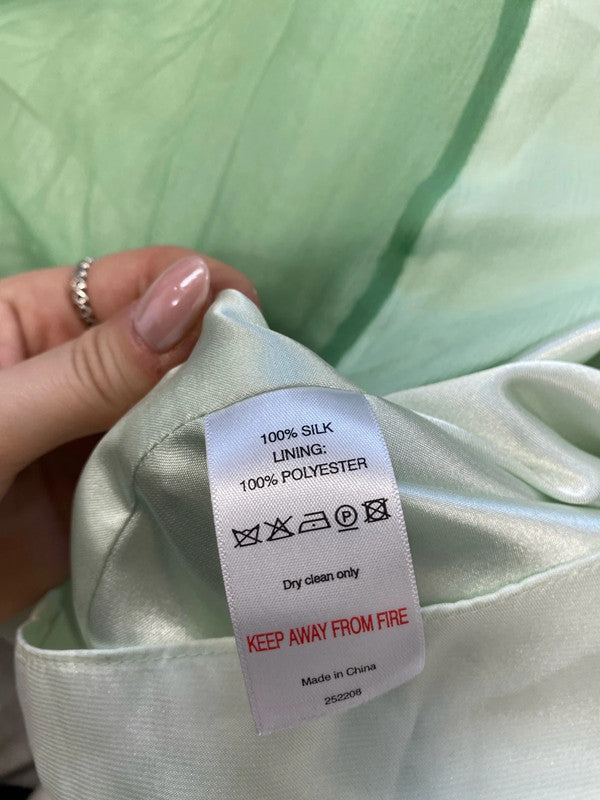 100% SILK
LINING:
100% POLYESTER
P
Dry clean only
KEEP AWAY FROM FIRE
Made in China
252208